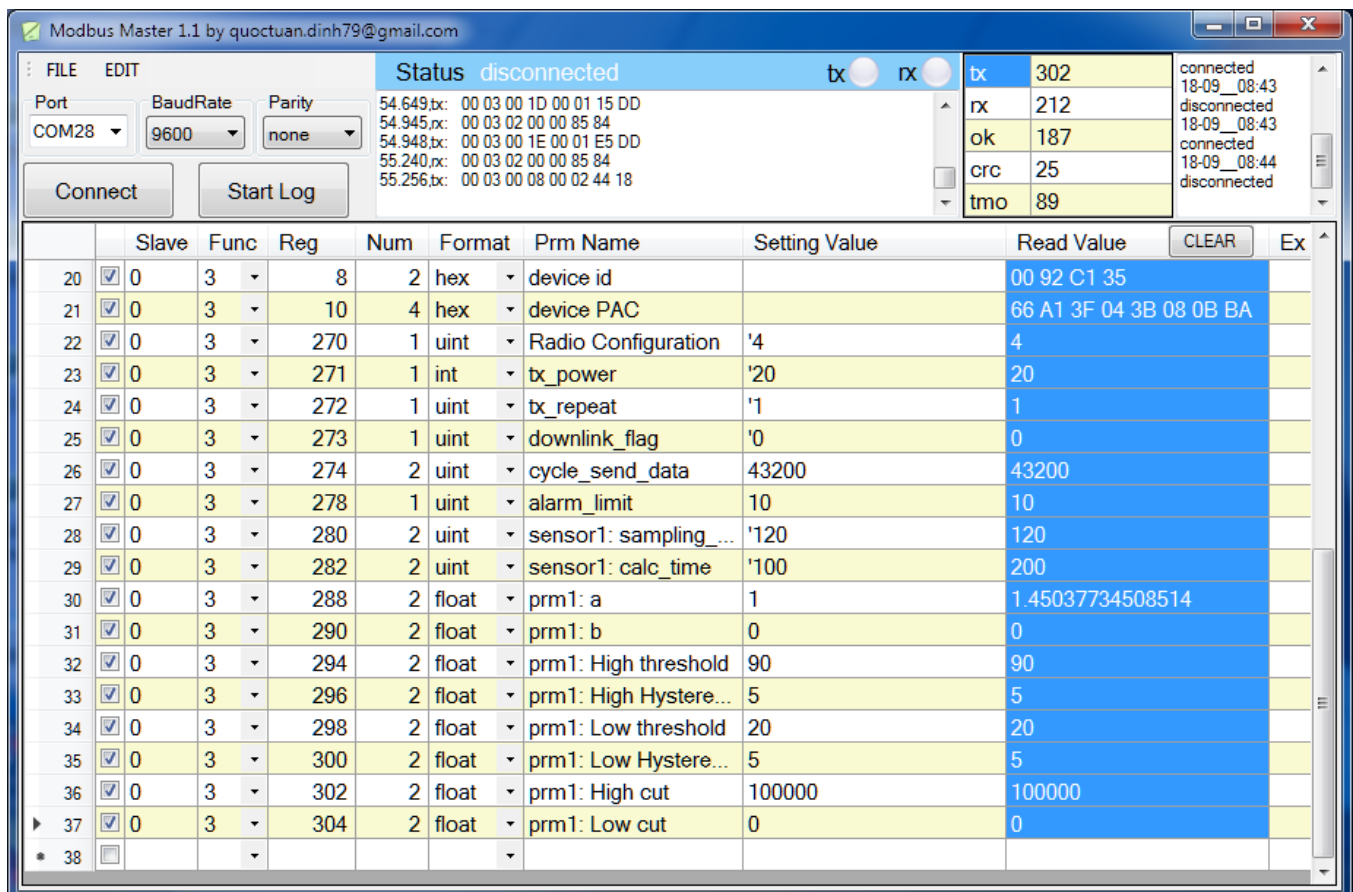 Modbus Master 1.1 by quoctuan.dinh79@gmail.com
FILE EDIT
Port BaudRate Parity
COM28 9600 none
Connect Start Log
Status disconnected tx rx
54.649,tx: 00 03 00 1D 00 01 15 DD
54.945,rx: 00 03 02 00 00 85 84
54.948,tx: 00 03 00 1E 00 01 E5 DD
55.240,rx: 00 03 02 00 00 85 84
55.256,tx: 00 03 00 08 00 02 44 18
tx 302
rx 212
ok 187
crc 25
tmo 89
connected
18-09__08:43
disconnected
18-09__08:43
connected
18-09__08:44
disconnected
Slave Func Reg Num Format Prm Name Setting Value Read Value CLEAR Ex
20 0 3 8 2 hex device id 00 92 C1 35
21 0 3 10 4 hex device PAC 66 A1 3F 04 3B 08 0B BA
22 0 3 270 1 uint Radio Configuration '4 4
23 0 3 271 1 int tx_power '20 20
24 0 3 272 1 uint tx_repeat '1 1
25 0 3 273 1 uint downlink_flag '0 0
26 0 3 274 2 uint cycle_send_data 43200 43200
27 0 3 278 1 uint alarm_limit 10 10
28 0 3 280 2 uint sensor1: sampling_... '120 120
29 0 3 282 2 uint sensor1: calc_time '100 200
30 0 3 288 2 float prm1: a 1 1.45037734508514
31 0 3 290 2 float prm1: b 0 0
32 0 3 294 2 float prm1: High threshold 90 90
33 0 3 296 2 float prm1: High Hystere... 5 5
34 0 3 298 2 float prm1: Low threshold 20 20
35 0 3 300 2 float prm1: Low Hystere... 5 5
36 0 3 302 2 float prm1: High cut 100000 100000
37 0 3 304 2 float prm1: Low cut 0 0
38